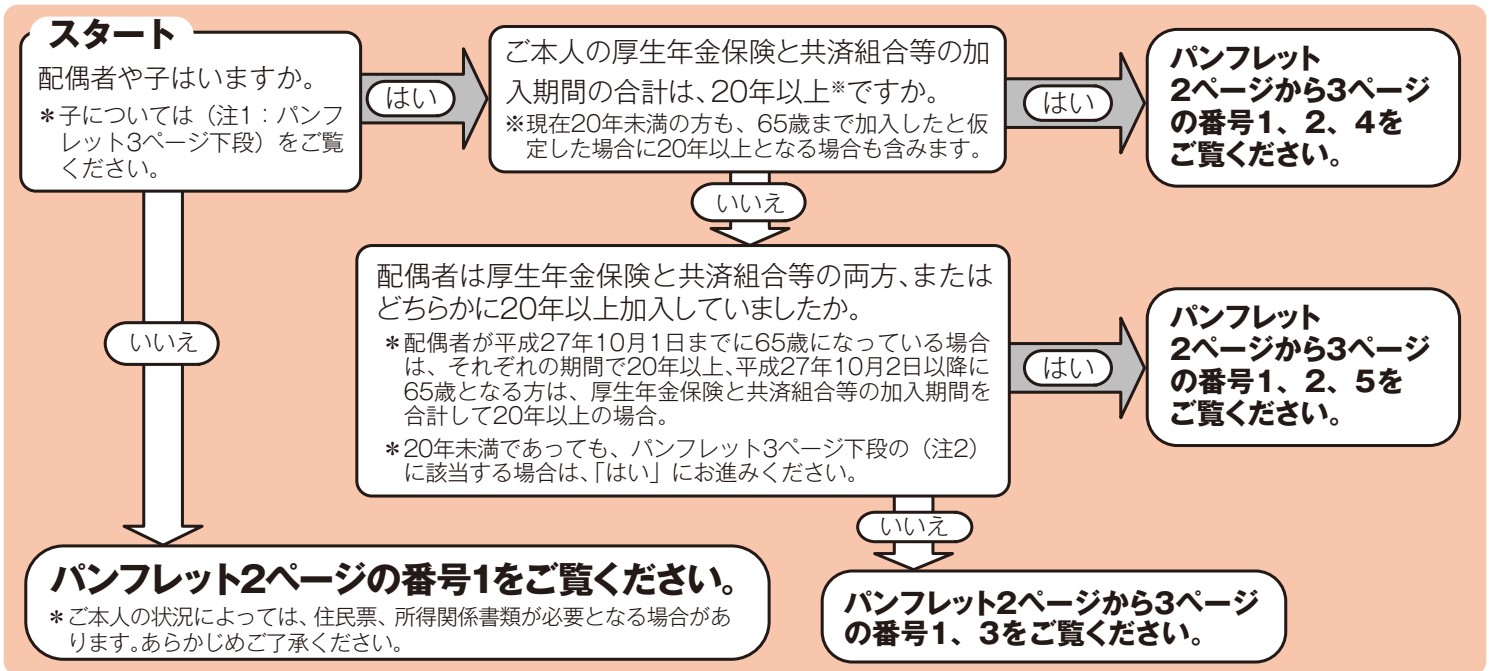 スタート
配偶者や子はいますか。
＊子については（注1：パンフ
レット3ページ下段）をご覧
ください。
はい
ご本人の厚生年金保険と共済組合等の加
入期間の合計は、20年以上※ですか。
※現在20年未満の方も、65歳まで加入したと仮
定した場合に20年以上となる場合も含みます。
はい
パンフレット
2ページから3ページ
の番号1、2、4を
ご覧ください。
いいえ
配偶者は厚生年金保険と共済組合等の両方、または
どちらかに20年以上加入していましたか。
＊配偶者が平成27年10月1日までに65歳になっている場合
は、それぞれの期間で20年以上、平成27年10月2日以降に
65歳となる方は、厚生年金保険と共済組合等の加入期間を
合計して20年以上の場合。
＊20年未満であっても、パンフレット3ページ下段の（注2）
に該当する場合は、「はい」にお進みください。
はい
パンフレット
2ページから3ページ
の番号1、2、5を
ご覧ください。
いいえ
いいえ
パンフレット2ページの番号1をご覧ください。
＊ご本人の状況によっては、住民票、所得関係書類が必要となる場合があ
ります。あらかじめご了承ください。
パンフレット2ページから3ページ
の番号1、3をご覧ください。